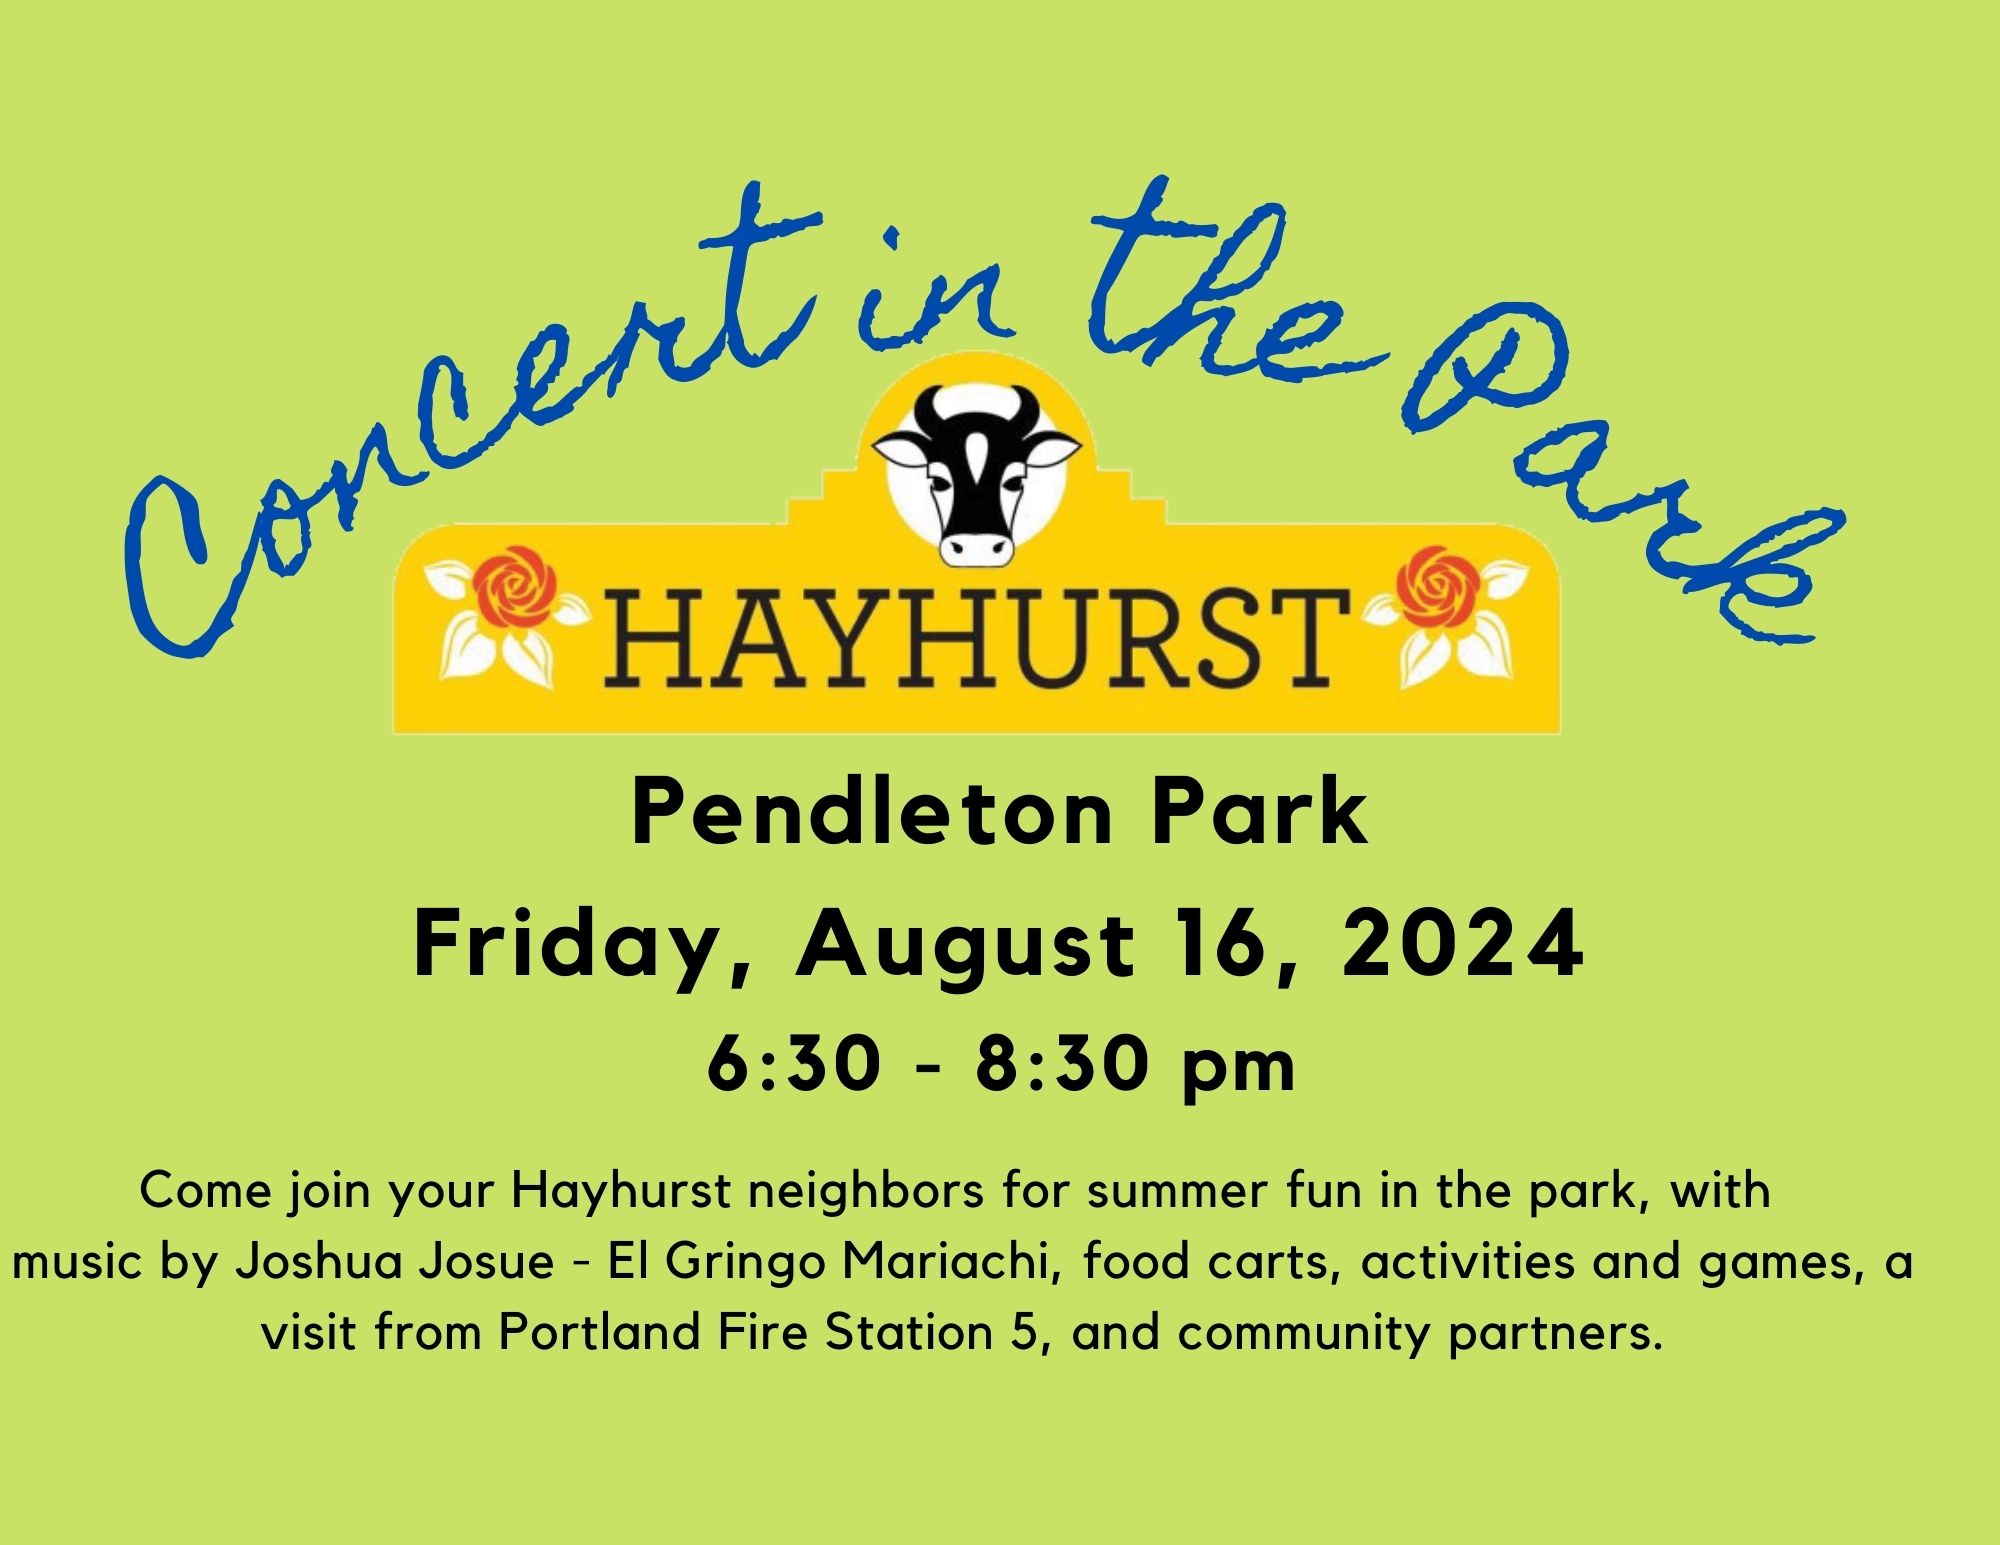 Concert in the Park
HAYHURST
Pendleton Park
Friday, August 16, 2024
6:30 - 8:30 pm
Come join your Hayhurst neighbors for summer fun in the park, with
music by Joshua Josue - El Gringo Mariachi, food carts, activities and games, a
visit from Portland Fire Station 5, and community partners.